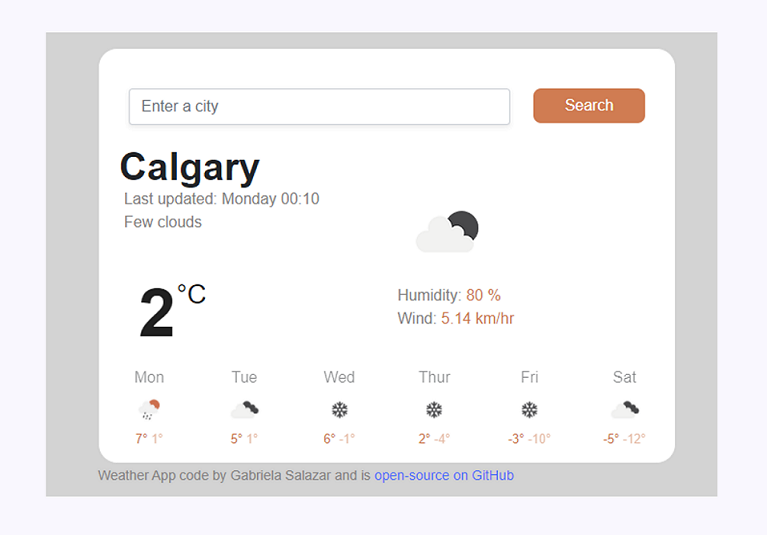 Enter a city
Search
Calgary
Last updated: Monday 00:10
Few clouds
2 °C
Humidity: 80 %
Wind: 5.14 km/hr
Mon Tue Wed Thur Fri Sat
7° 1° 5° 1° 6° -1° 2° -4° -3° -10° -5° -12°
Weather App code by Gabriela Salazar and is open-source on GitHub